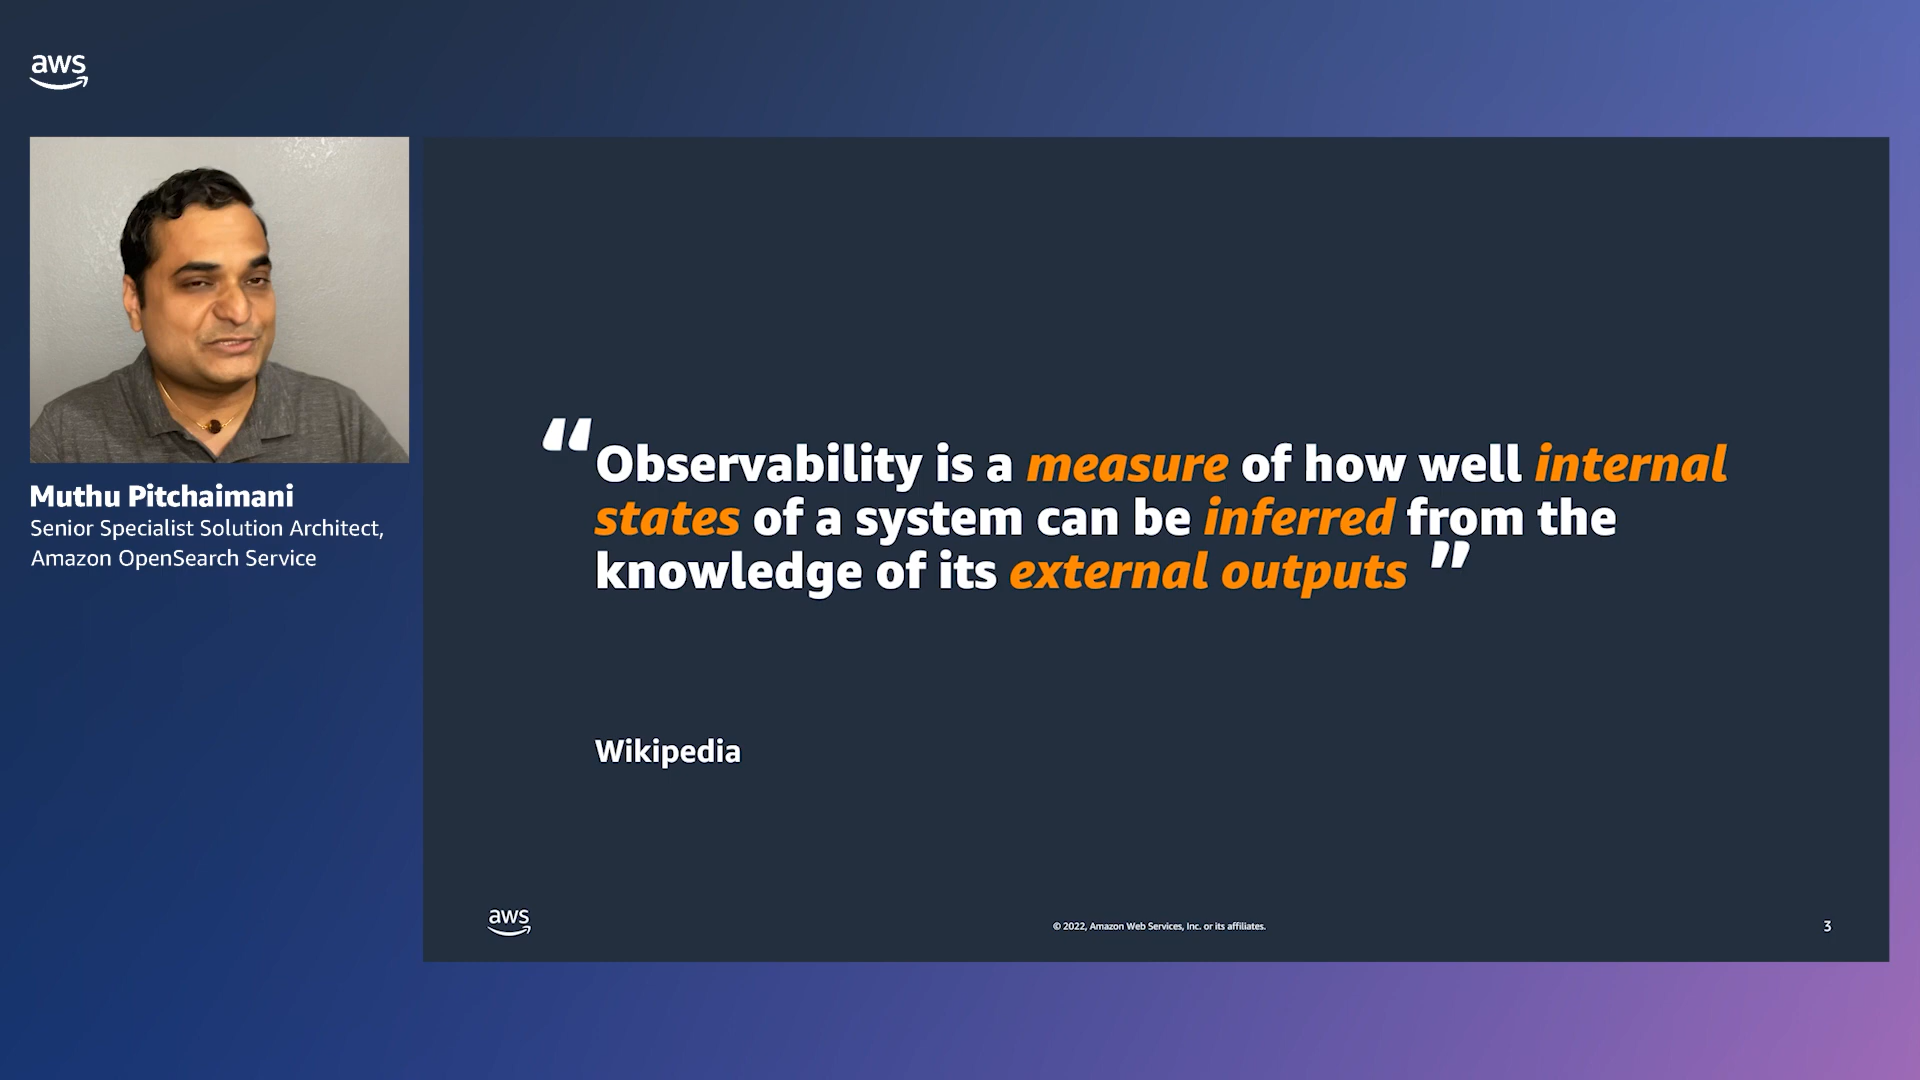 aws
Muthu Pitchaimani
Senior Specialist Solution Architect,
Amazon OpenSearch Service
“Observability is a measure of how well internal
states of a system can be inferred from the
knowledge of its external outputs ”
Wikipedia
aws
© 2022, Amazon Web Services, Inc. or its affiliates.
3